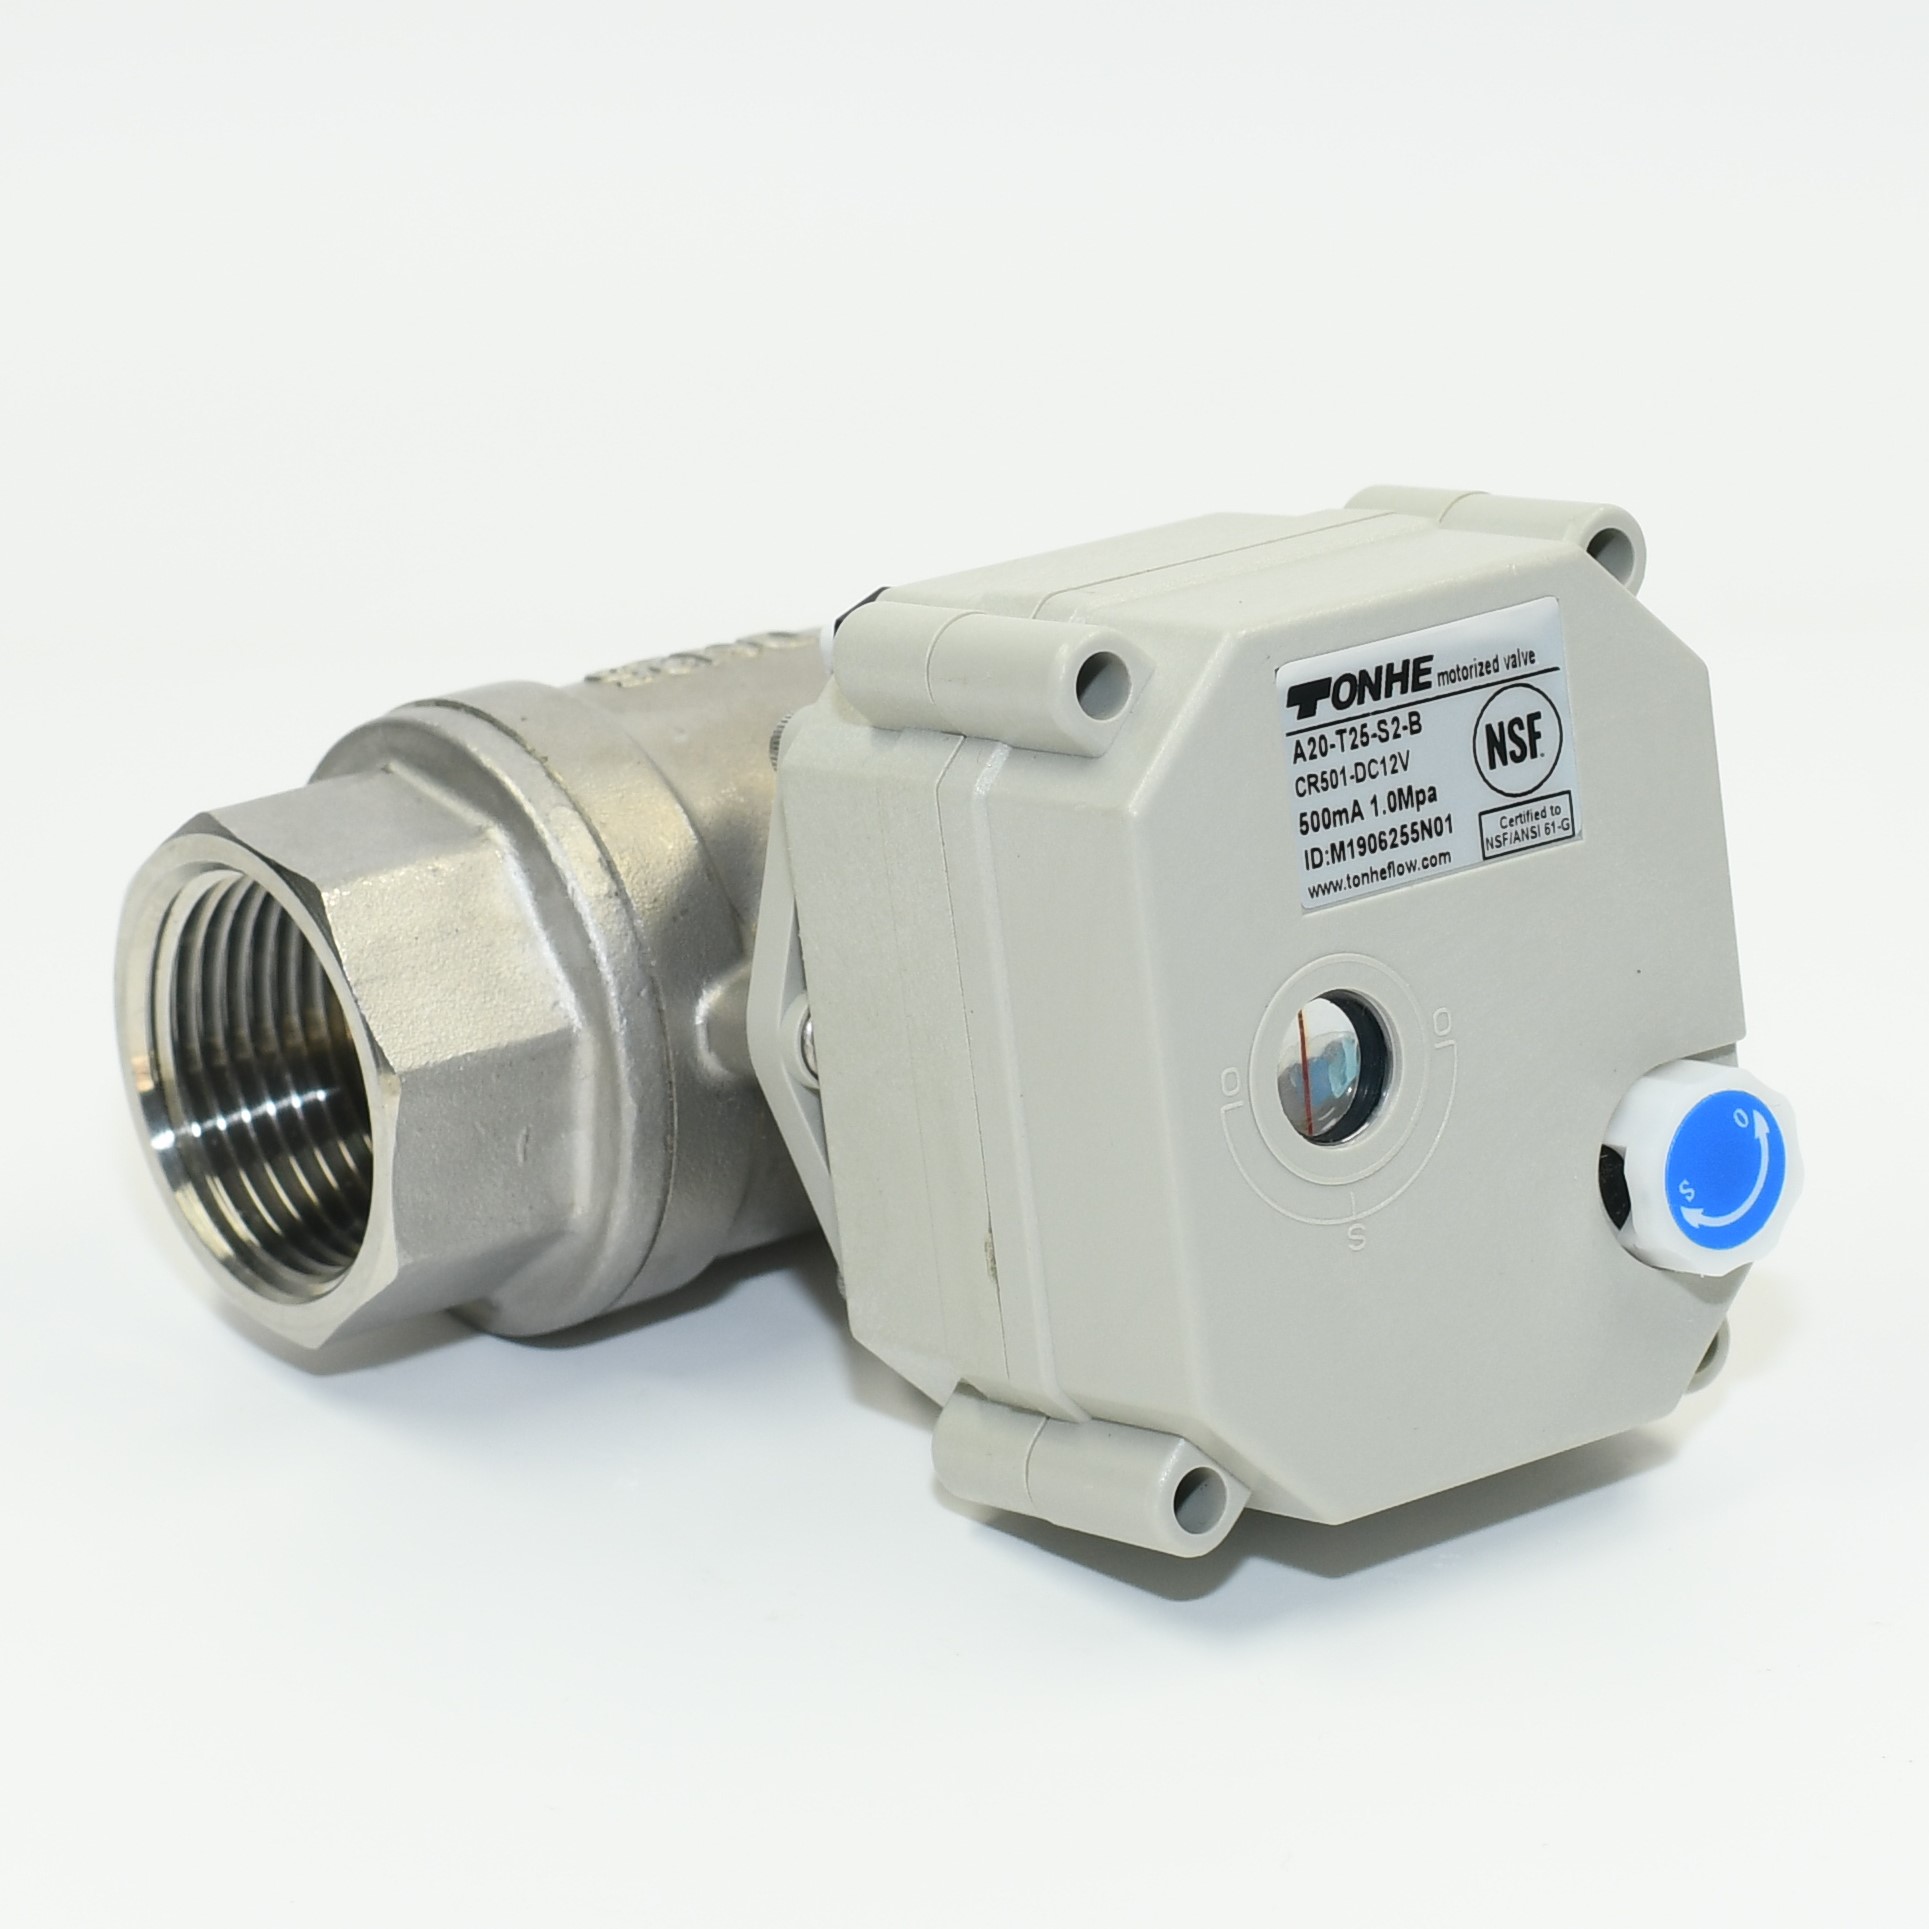 TONHE motorized valve
A20-T25-S2-B
CR501-DC12V
500mA 1.0Mpa
ID:M1906255N01
www.tonheflow.com
NSF.
Certified to
NSF/ANSI 61-G
O
O
S
O
S